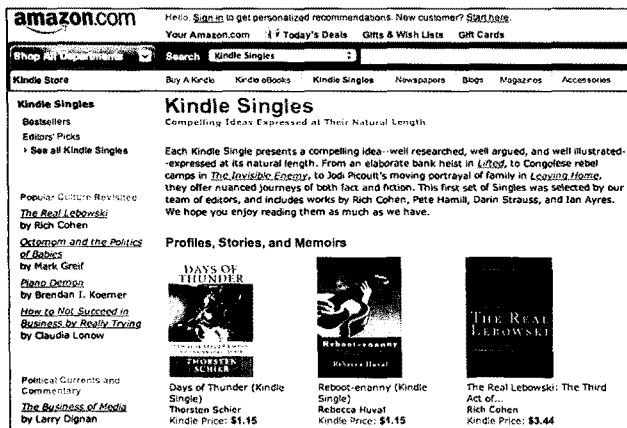 amazon.com
Hello. Sign in to get personalized recommendations. New customer? Start here.
Your Amazon.com Today's Deals Gifts & Wish Lists Gift Cards
Shop All Departments Search Kindle Singles
Kindle Store Buy A Kindle Kindle eBooks Kindle Singles Newspapers Blogs Magazines Accessories
Kindle Singles
Bestsellers
Editors' Picks
› See all Kindle Singles
Popular Culture Revisited
The Real Lebowski
by Rich Cohen
Octomom and the Politics
of Babies
by Mark Greif
Piano Demon
by Brendan I. Koerner
How to Not Succeed in
Business by Really Trying
by Claudia Lonow
Political Currents and
Commentary
The Business of Media
by Larry Dignan
Kindle Singles
Compelling Ideas Expressed at Their Natural Length
Each Kindle Single presents a compelling idea--well researched, well argued, and well illustrated-
-expressed at its natural length. From an elaborate bank heist in Lifted, to Congolese rebel
camps in The Invisible Enemy, to Jodi Picoult's moving portrayal of family in Leaving Home,
they offer nuanced journeys of both fact and fiction. This first set of Singles was selected by our
team of editors, and includes works by Rich Cohen, Pete Hamill, Darin Strauss, and Ian Ayres.
We hope you enjoy reading them as much as we have.
Profiles, Stories, and Memoirs
DAYS OF
THUNDER
THORSTEN
SCHIER
Days of Thunder (Kindle
Single)
Thorsten Schier
Kindle Price: $1.15
Reboot-enanny
Rebecca Huval
Reboot-enanny (Kindle
Single)
Rebecca Huval
Kindle Price: $1.15
THE REAL
LEBOWSKI
The Real Lebowski: The Third
Act of...
Rich Cohen
Kindle Price: $3.44